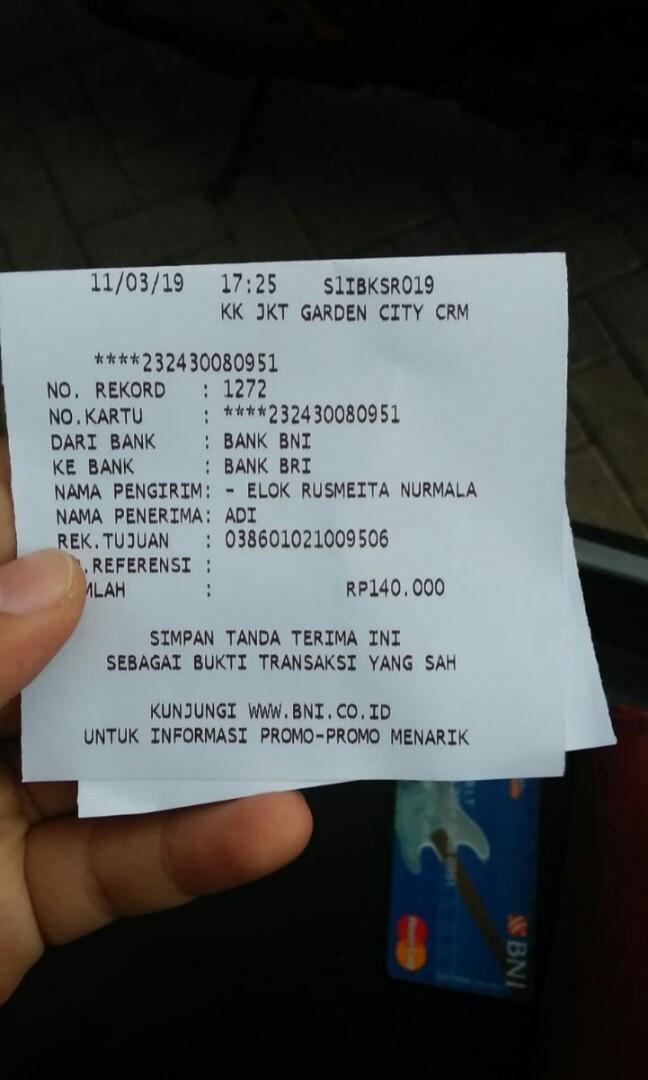 11/03/19 17:25 S1IBKSR019
KK JKT GARDEN CITY CRM
****232430080951
NO. REKORD : 1272
NO.KARTU : ****232430080951
DARI BANK : BANK BNI
KE BANK : BANK BRI
NAMA PENGIRIM: - ELOK RUSMEITA NURMALA
NAMA PENERIMA: ADI
REK.TUJUAN : 038601021009506
.REFERENSI :
MLAH : RP140.000
SIMPAN TANDA TERIMA INI
SEBAGAI BUKTI TRANSAKSI YANG SAH
KUNJUNGI WWW.BNI.CO.ID
UNTUK INFORMASI PROMO-PROMO MENARIK
BNI